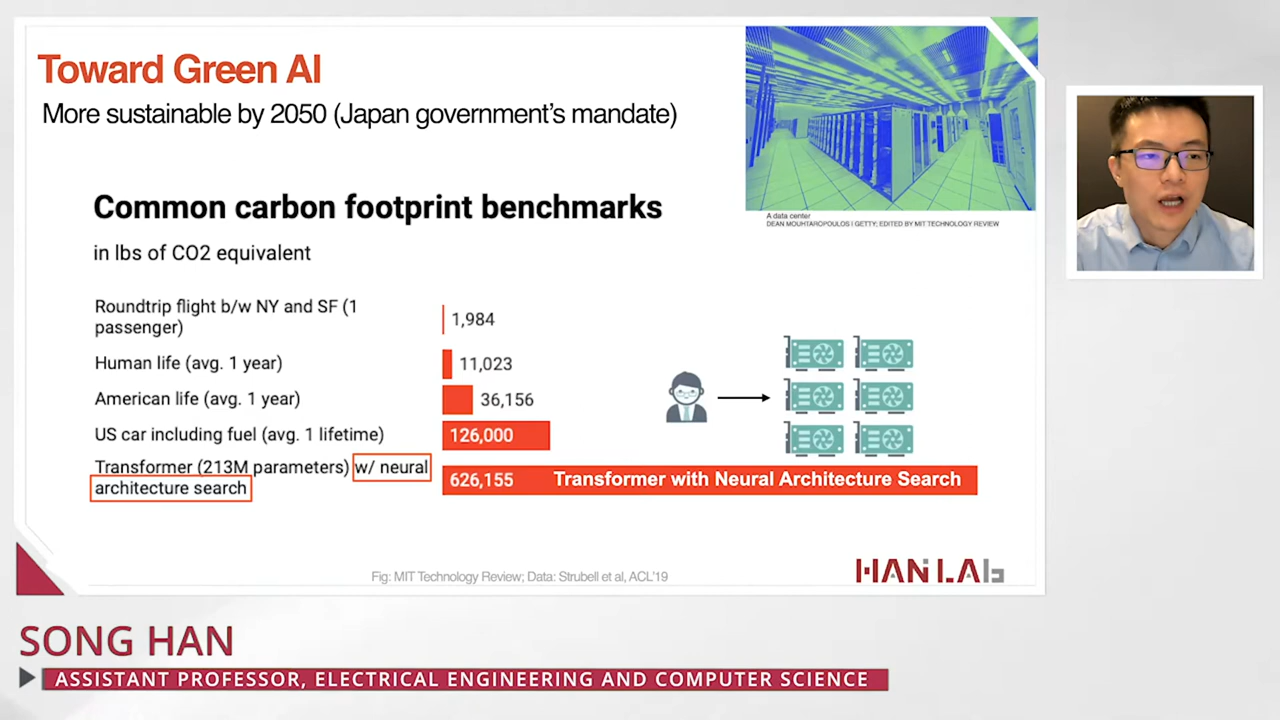 Toward Green AI
More sustainable by 2050 (Japan government's mandate)
A data center
DEAN MOUHTAROPOULOS | GETTY; EDITED BY MIT TECHNOLOGY REVIEW
Common carbon footprint benchmarks
in lbs of CO2 equivalent
Roundtrip flight b/w NY and SF (1
passenger)
1,984
Human life (avg. 1 year)
11,023
American life (avg. 1 year)
36,156
US car including fuel (avg. 1 lifetime)
126,000
Transformer (213M parameters) w/ neural
architecture search
626,155
Transformer with Neural Architecture Search
Fig: MIT Technology Review; Data: Strubell et al, ACL'19
HAN LAb
SONG HAN
ASSISTANT PROFESSOR, ELECTRICAL ENGINEERING AND COMPUTER SCIENCE